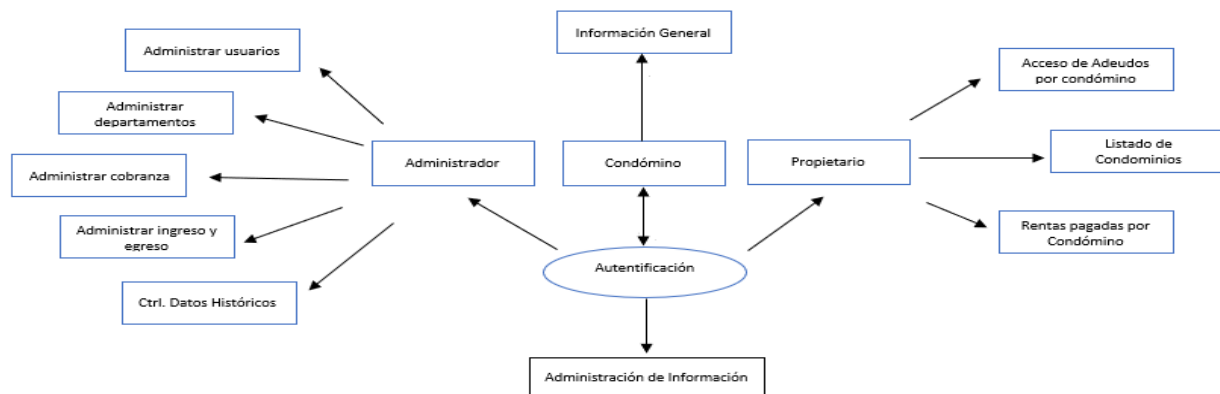 Información General
Administrar usuarios
Acceso de Adeudos
por condómino
Administrar
departamentos
Administrador
Condómino
Propietario
Listado de
Condominios
Administrar cobranza
Administrar ingreso y
egreso
Rentas pagadas por
Condómino
Autentificación
Ctrl. Datos Históricos
Administración de Información